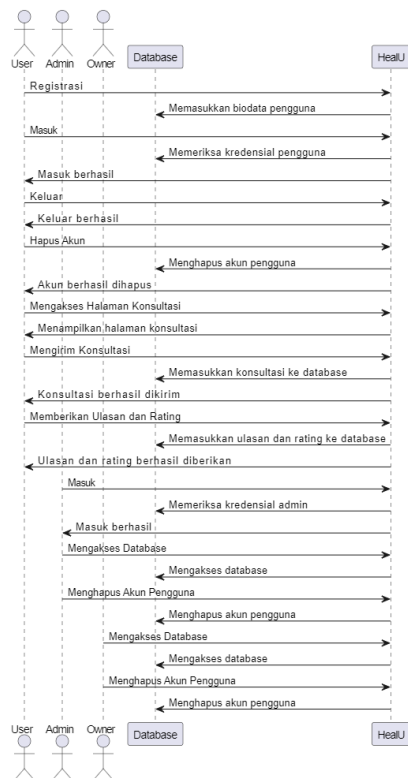 User Admin Owner Database HealU
Registrasi
Memasukkan biodata pengguna
Masuk
Memeriksa kredensial pengguna
Masuk berhasil
Keluar
Keluar berhasil
Hapus Akun
Menghapus akun pengguna
Akun berhasil dihapus
Mengakses Halaman Konsultasi
Menampilkan halaman konsultasi
Mengirim Konsultasi
Memasukkan konsultasi ke database
Konsultasi berhasil dikirim
Memberikan Ulasan dan Rating
Memasukkan ulasan dan rating ke database
Ulasan dan rating berhasil diberikan
Masuk
Memeriksa kredensial admin
Masuk berhasil
Mengakses Database
Mengakses database
Menghapus Akun Pengguna
Menghapus akun pengguna
Mengakses Database
Mengakses database
Menghapus Akun Pengguna
Menghapus akun pengguna
User Admin Owner Database HealU